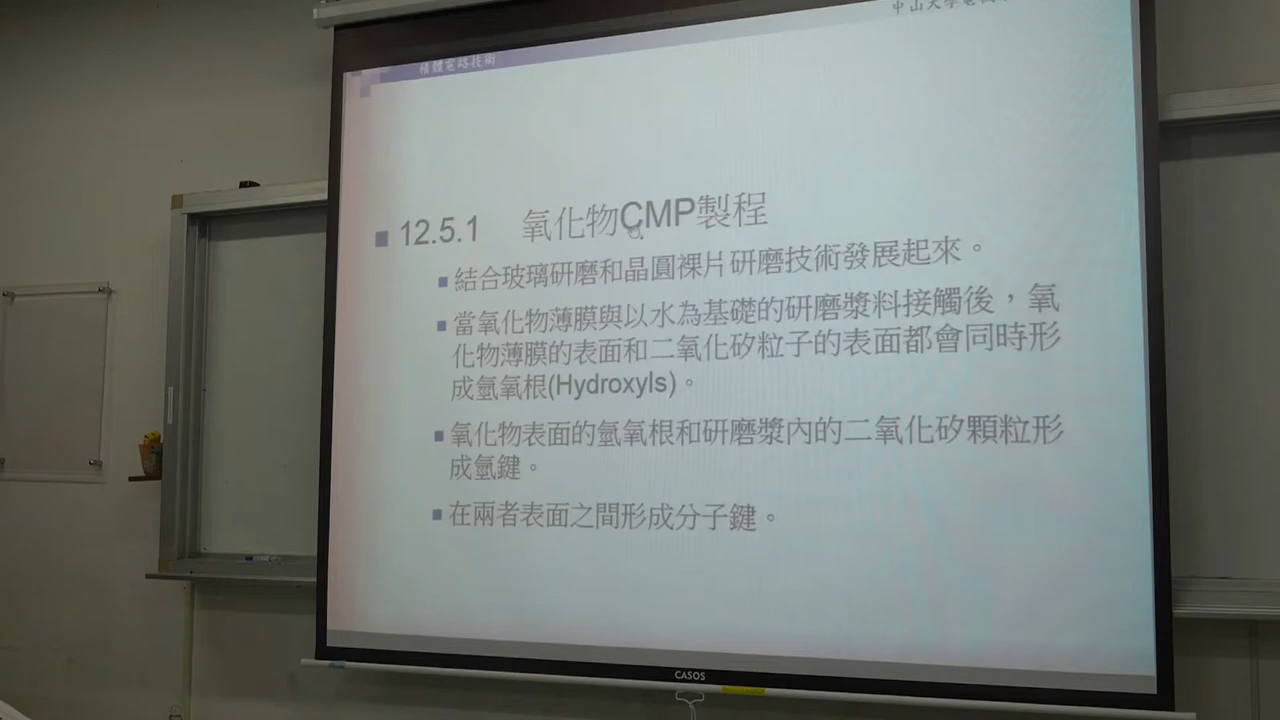 中山大學電機
積體電路技術
12.5.1 氧化物CMP製程
結合玻璃研磨和晶圓裸片研磨技術發展起來。
當氧化物薄膜與以水為基礎的研磨漿料接觸後，氧
化物薄膜的表面和二氧化矽粒子的表面都會同時形
成氫氧根(Hydroxyls)。
氧化物表面的氫氧根和研磨漿內的二氧化矽顆粒形
成氫鍵。
在兩者表面之間形成分子鍵。
CASOS